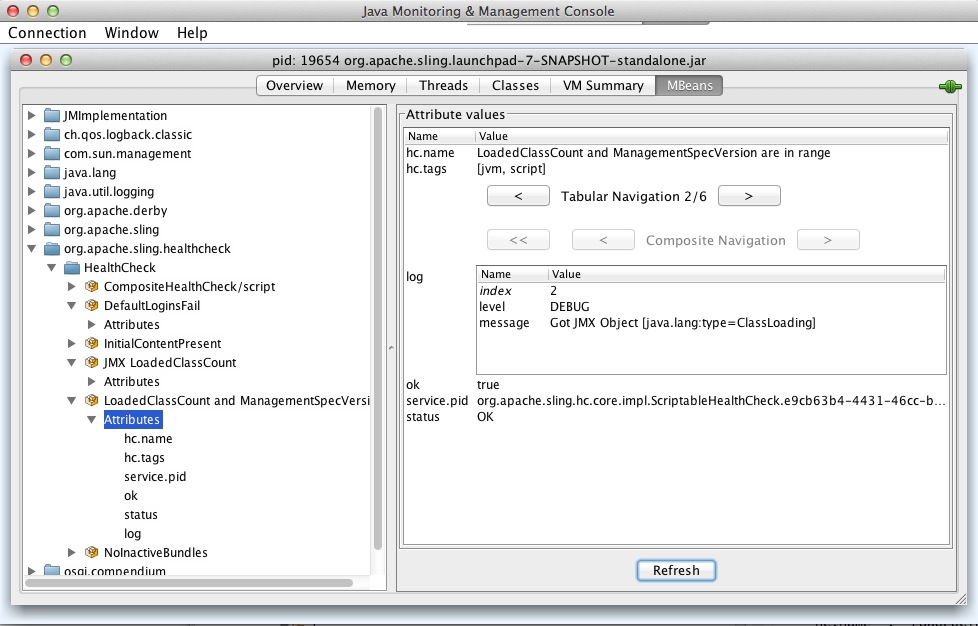 Java Monitoring & Management Console
Connection Window Help
pid: 19654 org.apache.sling.launchpad-7-SNAPSHOT-standalone.jar
Overview Memory Threads Classes VM Summary MBeans
JMImplementation
ch.qos.logback.classic
com.sun.management
java.lang
java.util.logging
org.apache.derby
org.apache.sling
org.apache.sling.healthcheck
HealthCheck
CompositeHealthCheck/script
DefaultLoginsFail
Attributes
InitialContentPresent
JMX LoadedClassCount
Attributes
LoadedClassCount and ManagementSpecVersi
Attributes
hc.name
hc.tags
service.pid
ok
status
log
NoInactiveBundles
osgi.compendium
Attribute values
Name Value
hc.name LoadedClassCount and ManagementSpecVersion are in range
hc.tags [jvm, script]
< Tabular Navigation 2/6 >
<< < Composite Navigation >
log
Name Value
index 2
level DEBUG
message Got JMX Object [java.lang:type=ClassLoading]
ok true
service.pid org.apache.sling.hc.core.impl.ScriptableHealthCheck.e9cb63b4-4431-46cc-b...
status OK
Refresh